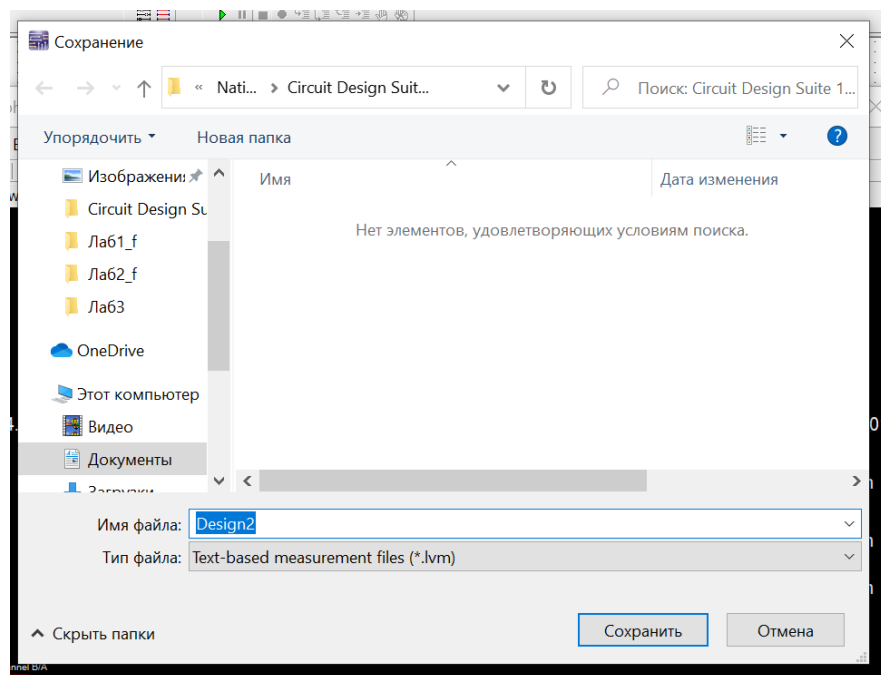 Сохранение
« Nati... › Circuit Design Suit...
Поиск: Circuit Design Suite 1...
Упорядочить
Новая папка
?
Изображения
Имя
Дата изменения
Circuit Design Su
Нет элементов, удовлетворяющих условиям поиска.
Лаб1_f
Лаб2_f
Лаб3
OneDrive
Этот компьютер
Видео
Документы
Загрузки
Имя файла: Design2
Тип файла: Text-based measurement files (*.lvm)
Скрыть папки
Сохранить
Отмена
nnel B/A